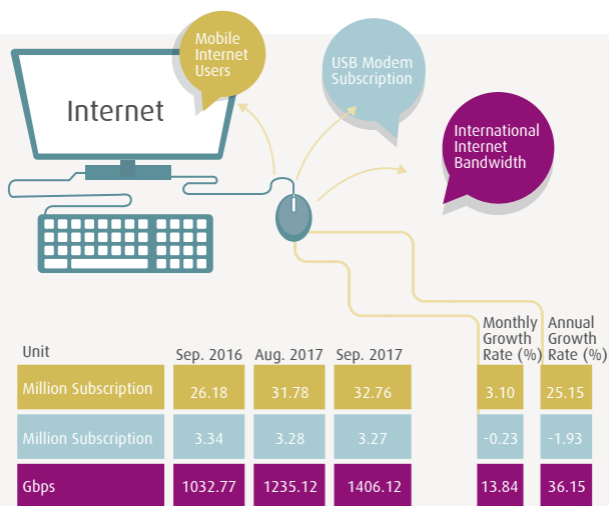 Mobile
Internet
Users
USB Modem
Subscription
Internet
International
Internet
Bandwidth
Unit Sep. 2016 Aug. 2017 Sep. 2017 Monthly Growth Rate (%) Annual Growth Rate (%)
Million Subscription 26.18 31.78 32.76 3.10 25.15
Million Subscription 3.34 3.28 3.27 -0.23 -1.93
Gbps 1032.77 1235.12 1406.12 13.84 36.15